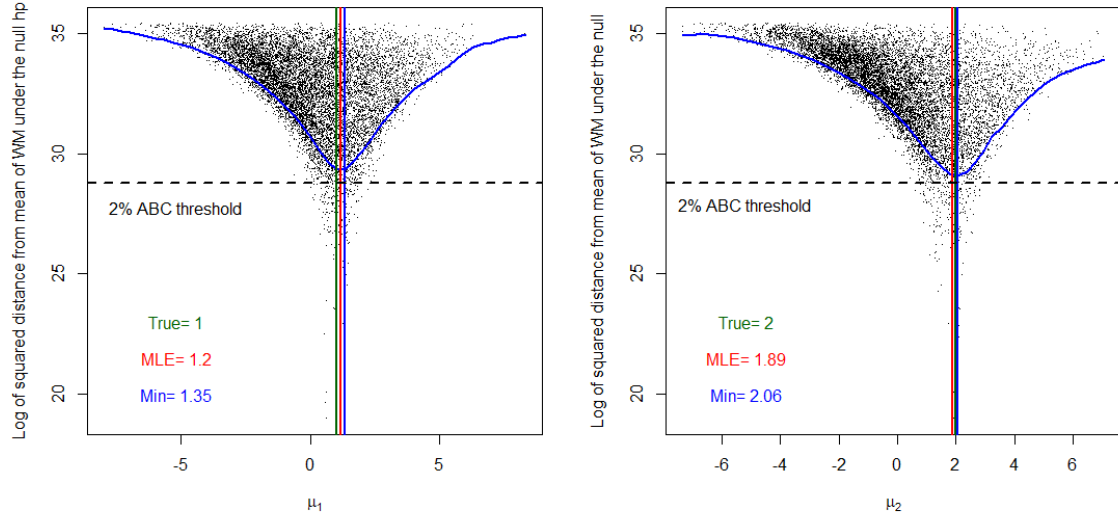 Log of squared distance from mean of WM under the null hp
35
30
25
20
2% ABC threshold
True= 1
MLE= 1.2
Min= 1.35
-5
0
5
μ1
Log of squared distance from mean of WM under the null
35
30
25
20
2% ABC threshold
True= 2
MLE= 1.89
Min= 2.06
-6
-4
-2
0
2
4
6
μ2